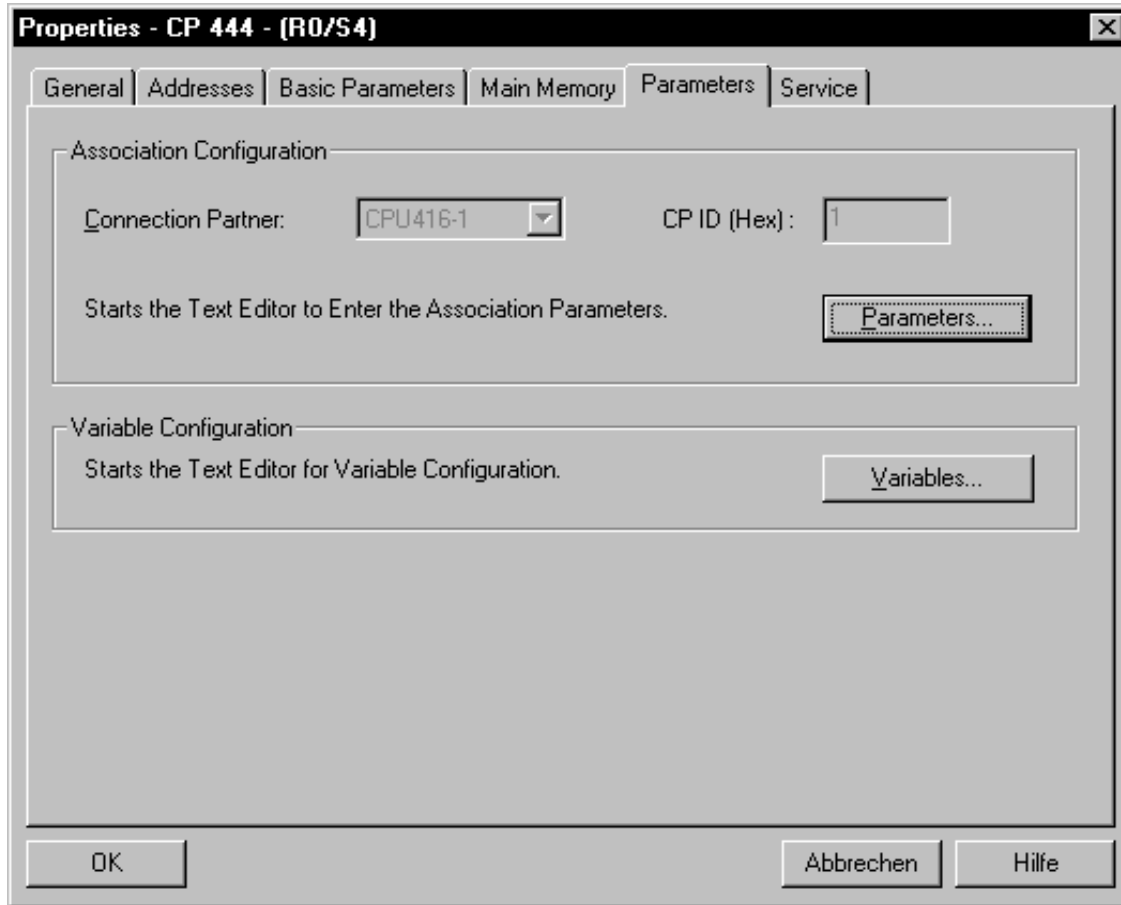 Properties - CP 444 - (R0/S4)
General Addresses Basic Parameters Main Memory Parameters Service
Association Configuration
Connection Partner: CPU416-1 CP ID (Hex) : 1
Starts the Text Editor to Enter the Association Parameters. Parameters...
Variable Configuration
Starts the Text Editor for Variable Configuration. Variables...
OK Abbrechen Hilfe